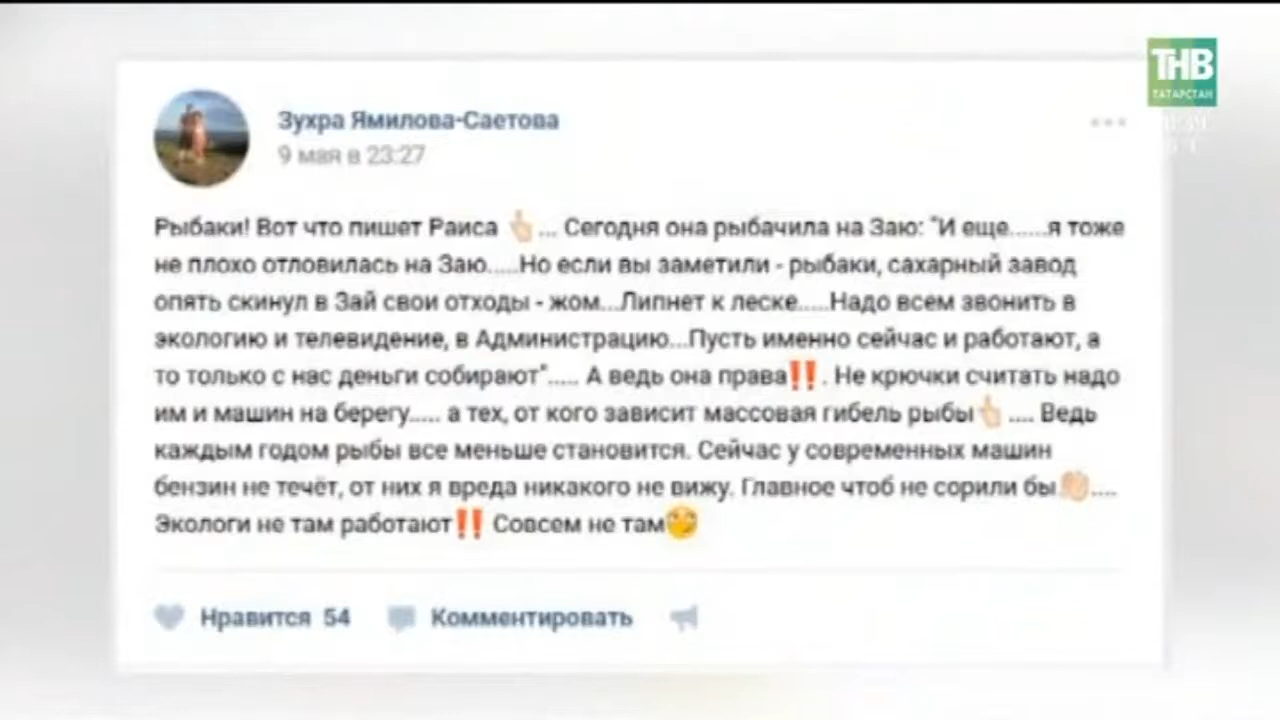 ТНВ
ТАТАРСТАН
Зухра Ямилова-Саетова
9 мая в 23:27
Рыбаки! Вот что пишет Раиса 👆🏻... Сегодня она рыбачила на Заю: "И еще......я тоже
не плохо отловилась на Заю.....Но если вы заметили - рыбаки, сахарный завод
опять скинул в Зай свои отходы - жом...Липнет к леске.....Надо всем звонить в
экологию и телевидение, в Администрацию...Пусть именно сейчас и работают, а
то только с нас деньги собирают"..... А ведь она права‼. Не крючки считать надо
им и машин на берегу..... а тех, от кого зависит массовая гибель рыбы👆🏻.... Ведь
каждым годом рыбы все меньше становится. Сейчас у современных машин
бензин не течёт, от них я вреда никакого не вижу. Главное чтоб не сорили бы👏🏻....
Экологи не там работают‼ Совсем не там🙄
Нравится 54 Комментировать